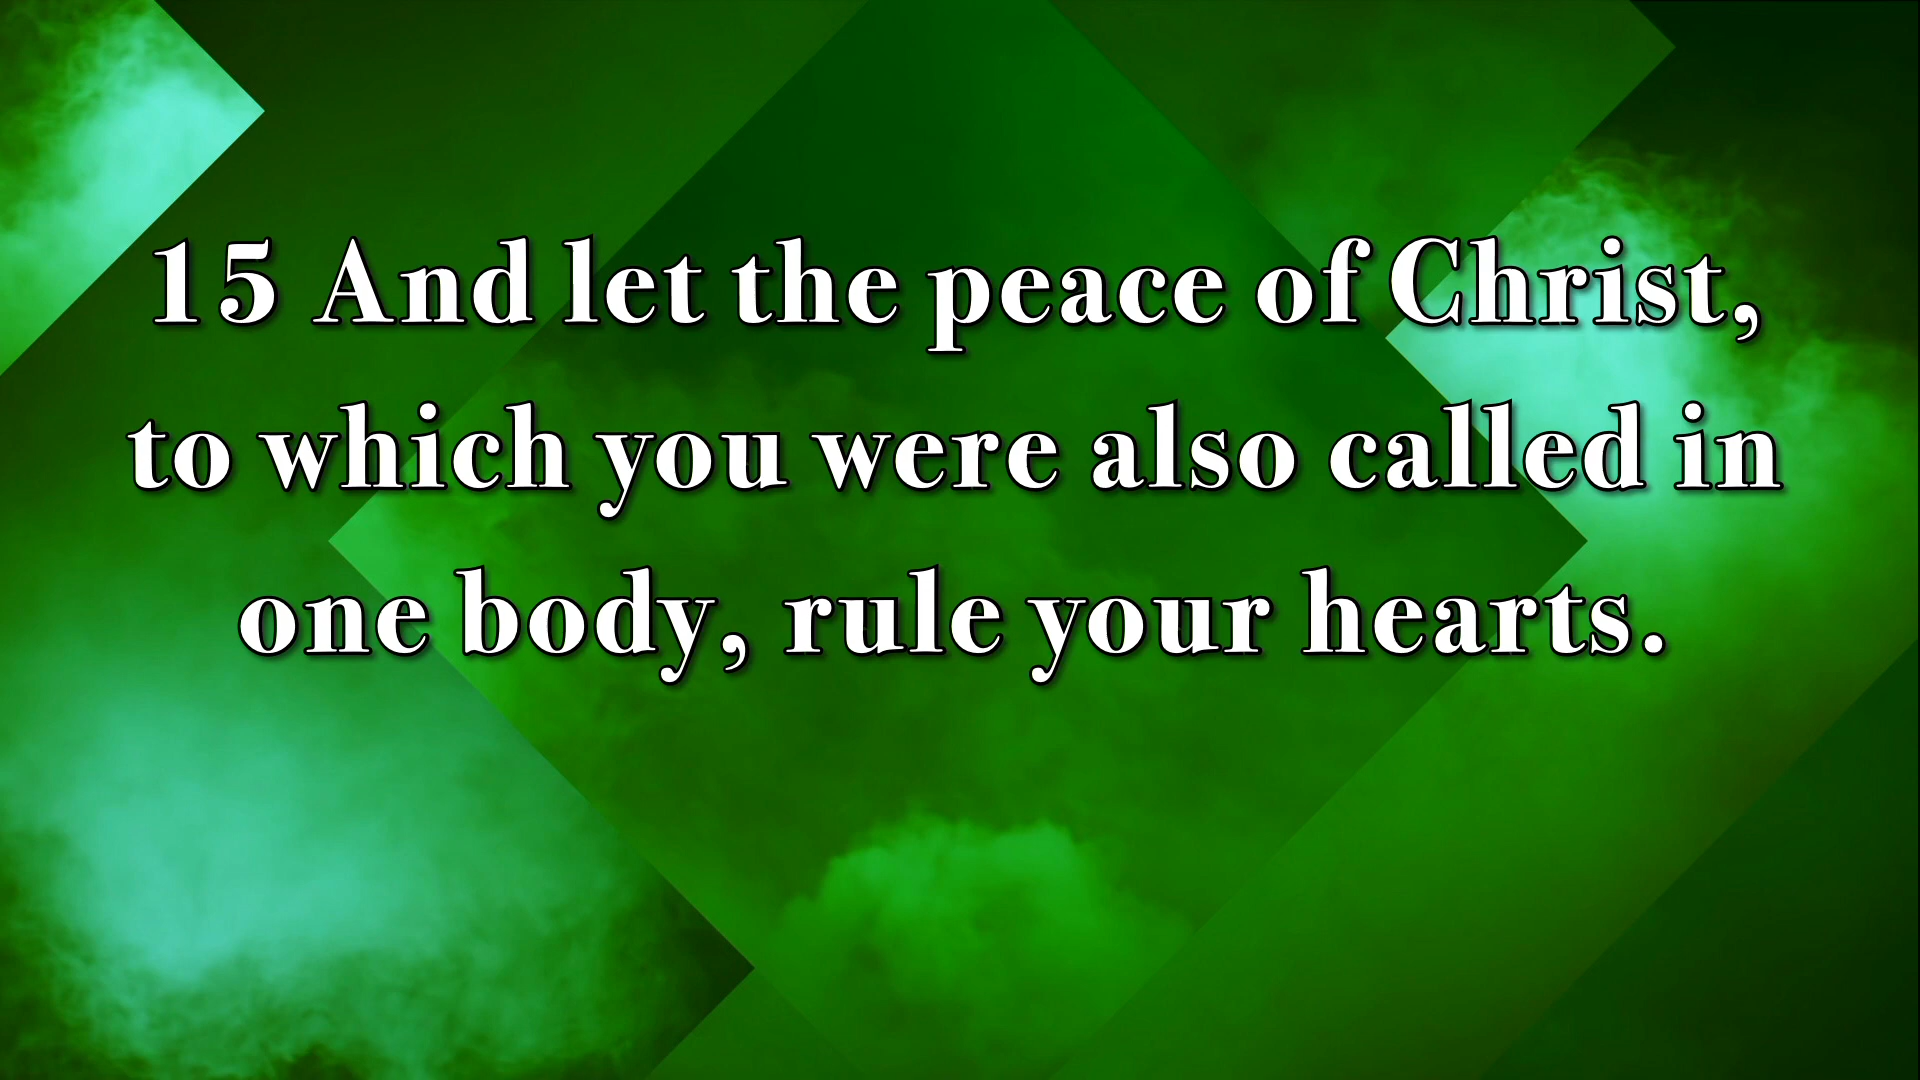 15 And let the peace of Christ,
to which you were also called in
one body, rule your hearts.